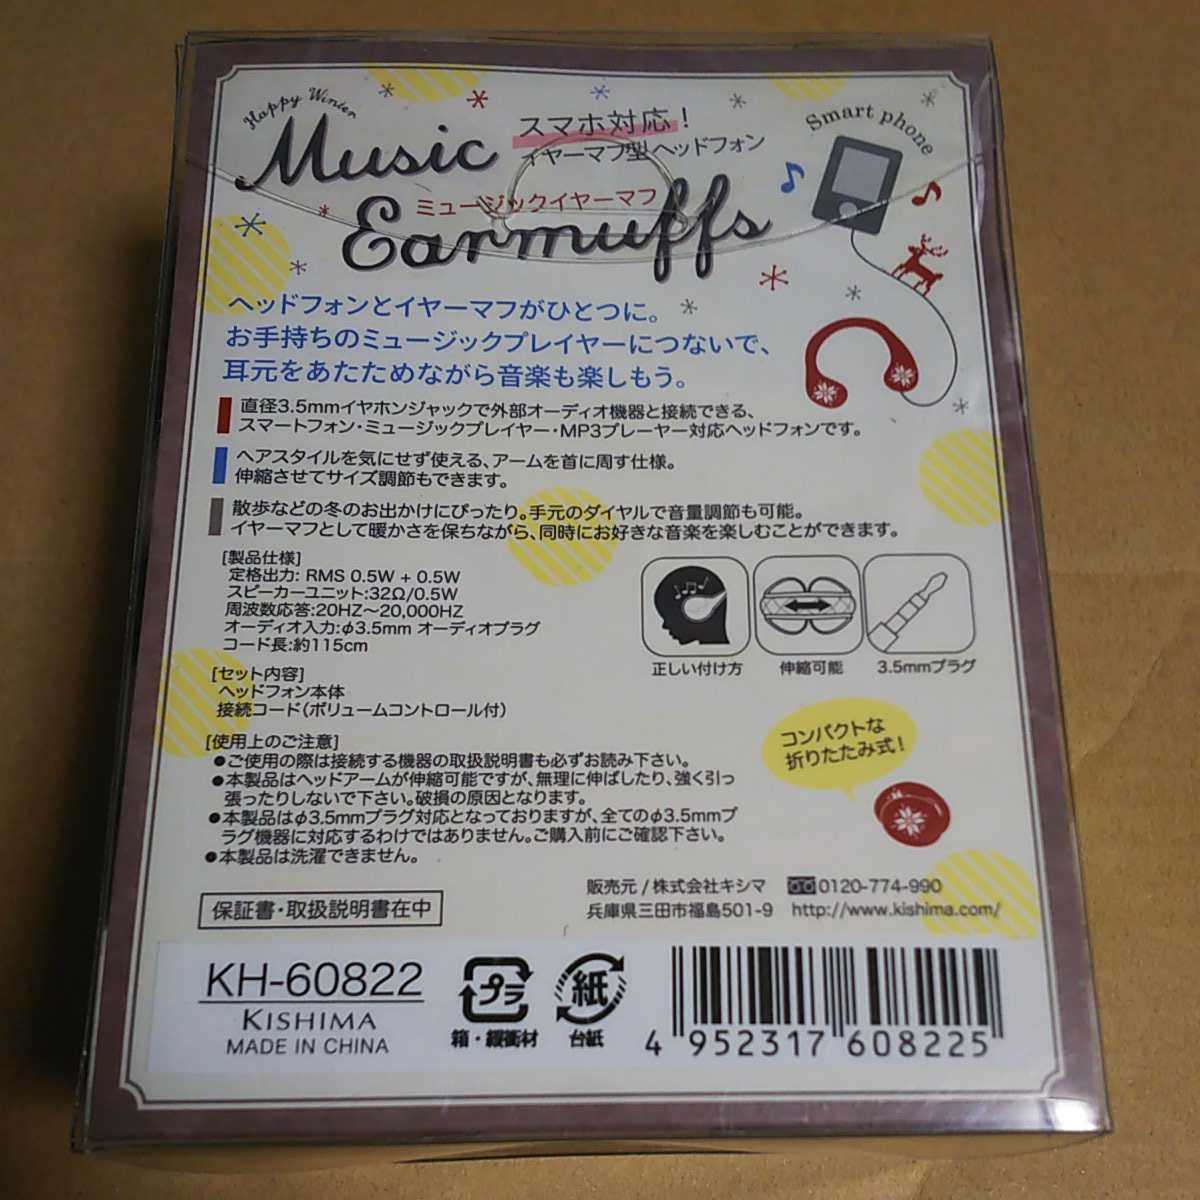 Happy Winter
Music
Earmuffs
スマホ対応！
イヤーマフ型ヘッドフォン
ミュージックイヤーマフ
Smart phone
ヘッドフォンとイヤーマフがひとつに。
お手持ちのミュージックプレイヤーにつないで、
耳元をあたためながら音楽も楽しもう。
直径3.5mmイヤホンジャックで外部オーディオ機器と接続できる、
スマートフォン・ミュージックプレイヤー・MP3プレーヤー対応ヘッドフォンです。
ヘアスタイルを気にせず使える、アームを首に周す仕様。
伸縮させてサイズ調節もできます。
散歩などの冬のお出かけにぴったり。手元のダイヤルで音量調節も可能。
イヤーマフとして暖かさを保ちながら、同時にお好きな音楽を楽しむことができます。
[製品仕様]
定格出力: RMS 0.5W + 0.5W
スピーカーユニット:32Ω/0.5W
周波数応答:20HZ～20,000HZ
オーディオ入力:φ3.5mm オーディオプラグ
コード長:約115cm
[セット内容]
ヘッドフォン本体
接続コード(ボリュームコントロール付)
正しい付け方
伸縮可能
3.5mmプラグ
[使用上のご注意]
●ご使用の際は接続する機器の取扱説明書も必ずお読み下さい。
●本製品はヘッドアームが伸縮可能ですが、無理に伸ばしたり、強く引っ
張ったりしないで下さい。破損の原因となります。
●本製品はφ3.5mmプラグ対応となっておりますが、全てのφ3.5mmプ
ラグ機器に対応するわけではありません。ご購入前にご確認下さい。
●本製品は洗濯できません。
コンパクトな
折りたたみ式！
保証書・取扱説明書在中
販売元 / 株式会社キシマ 0120-774-990
兵庫県三田市福島501-9 http://www.kishima.com/
KH-60822
KISHIMA
MADE IN CHINA
プラ
箱・緩衝材
紙
台紙
4 952317 608225